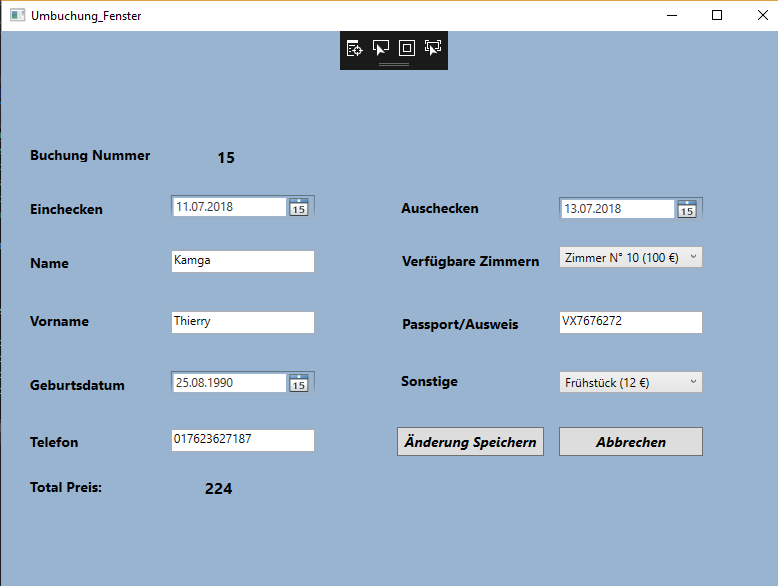 Umbuchung_Fenster
Buchung Nummer 15
Einchecken 11.07.2018 15 Auschecken 13.07.2018 15
Name Kamga Verfügbare Zimmern Zimmer N° 10 (100 €)
Vorname Thierry Passport/Ausweis VX7676272
Geburtsdatum 25.08.1990 15 Sonstige Frühstück (12 €)
Telefon 017623627187 Änderung Speichern Abbrechen
Total Preis: 224